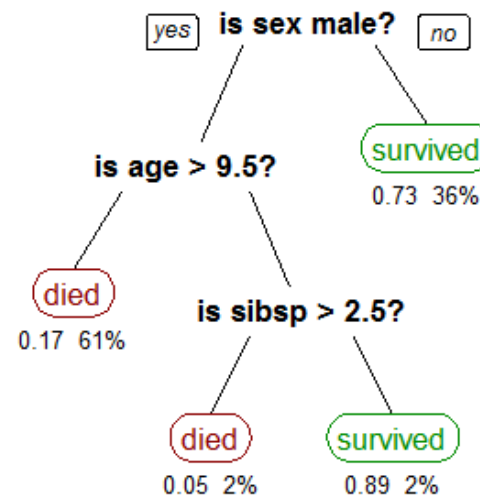 yes is sex male? no
is age > 9.5?
survived
0.73 36%
died
0.17 61%
is sibsp > 2.5?
died
0.05 2%
survived
0.89 2%